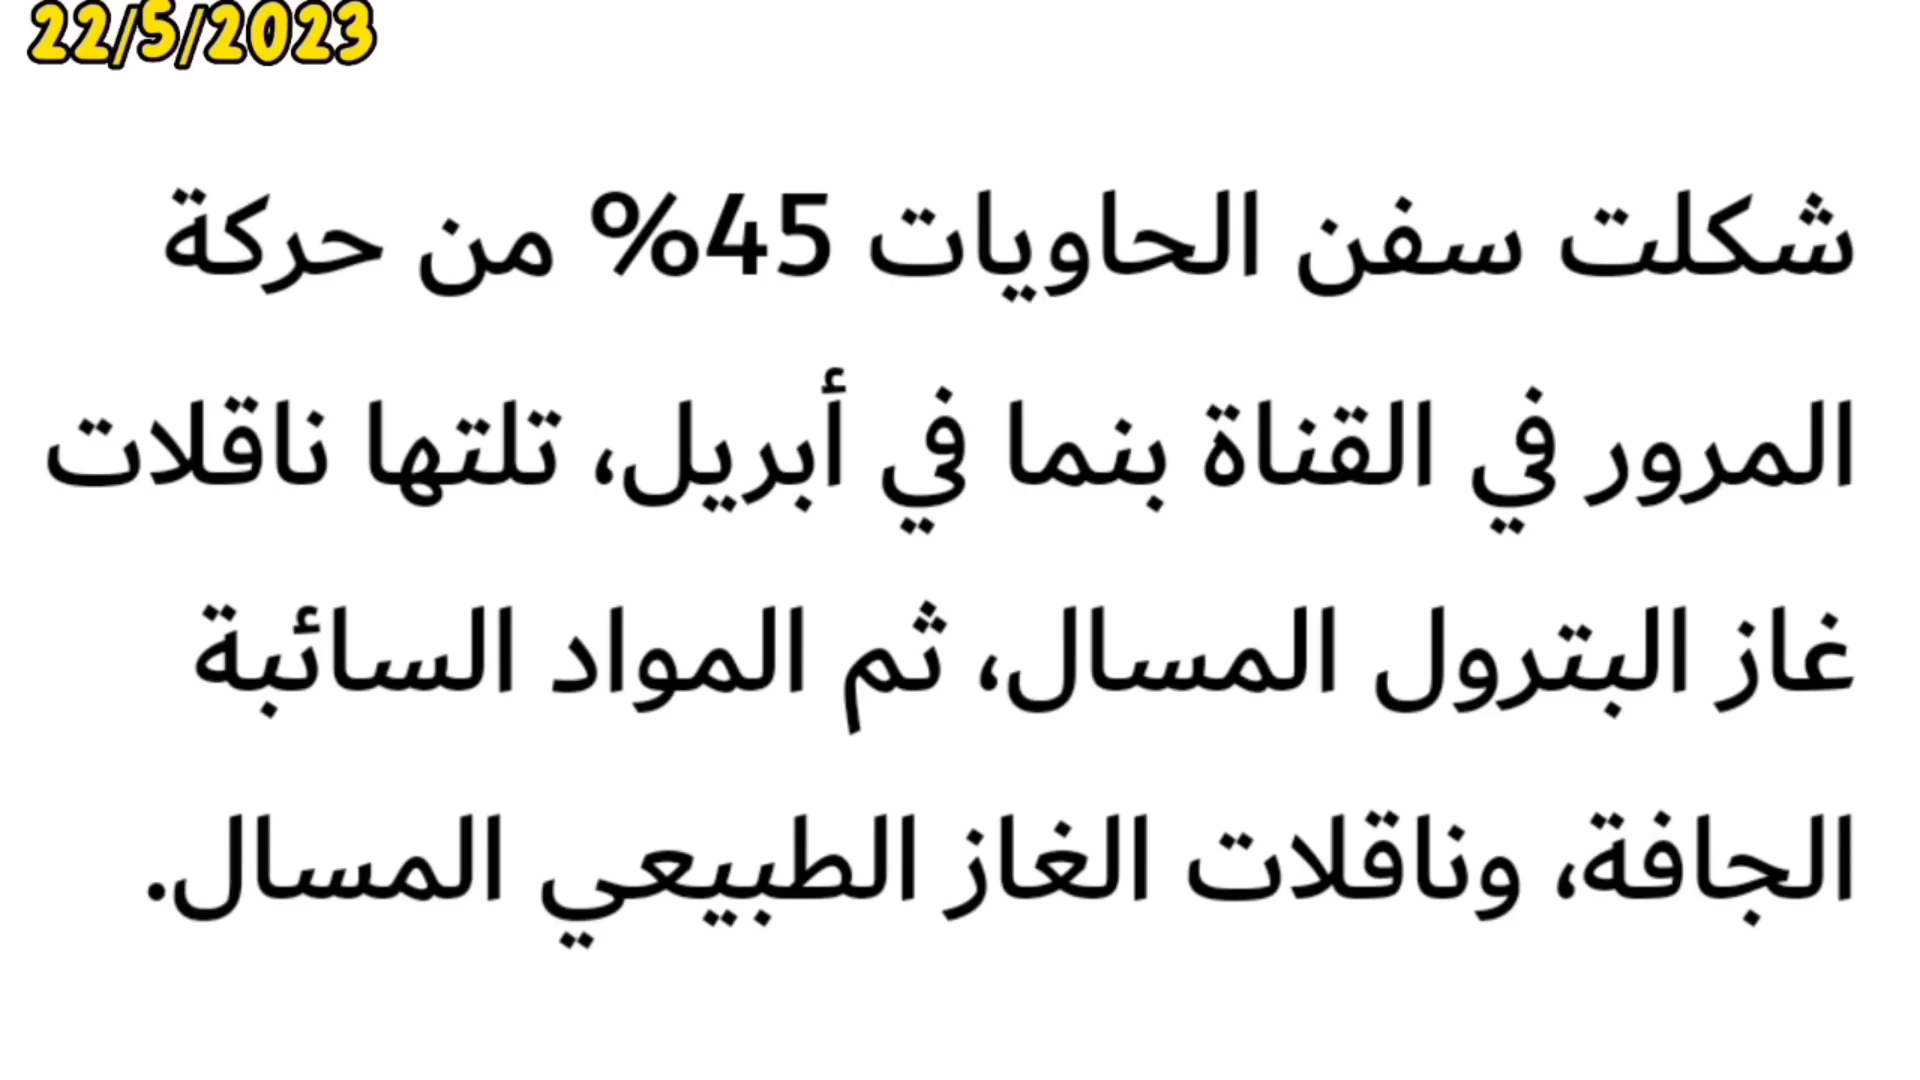 22/5/2023
شكلت سفن الحاويات 45% من حركة
المرور في القناة بنما في أبريل، تلتها ناقلات
غاز البترول المسال، ثم المواد السائبة
الجافة، وناقلات الغاز الطبيعي المسال.